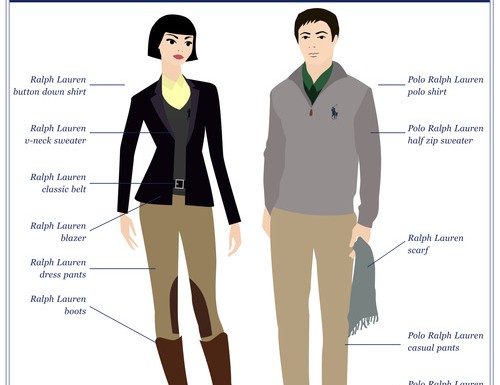 Ralph Lauren
button down shirt
Ralph Lauren
v-neck sweater
Ralph Lauren
classic belt
Ralph Lauren
blazer
Ralph Lauren
dress pants
Ralph Lauren
boots
Polo Ralph Lauren
polo shirt
Polo Ralph Lauren
half zip sweater
Ralph Lauren
scarf
Polo Ralph Lauren
casual pants
Polo Ralph Lauren